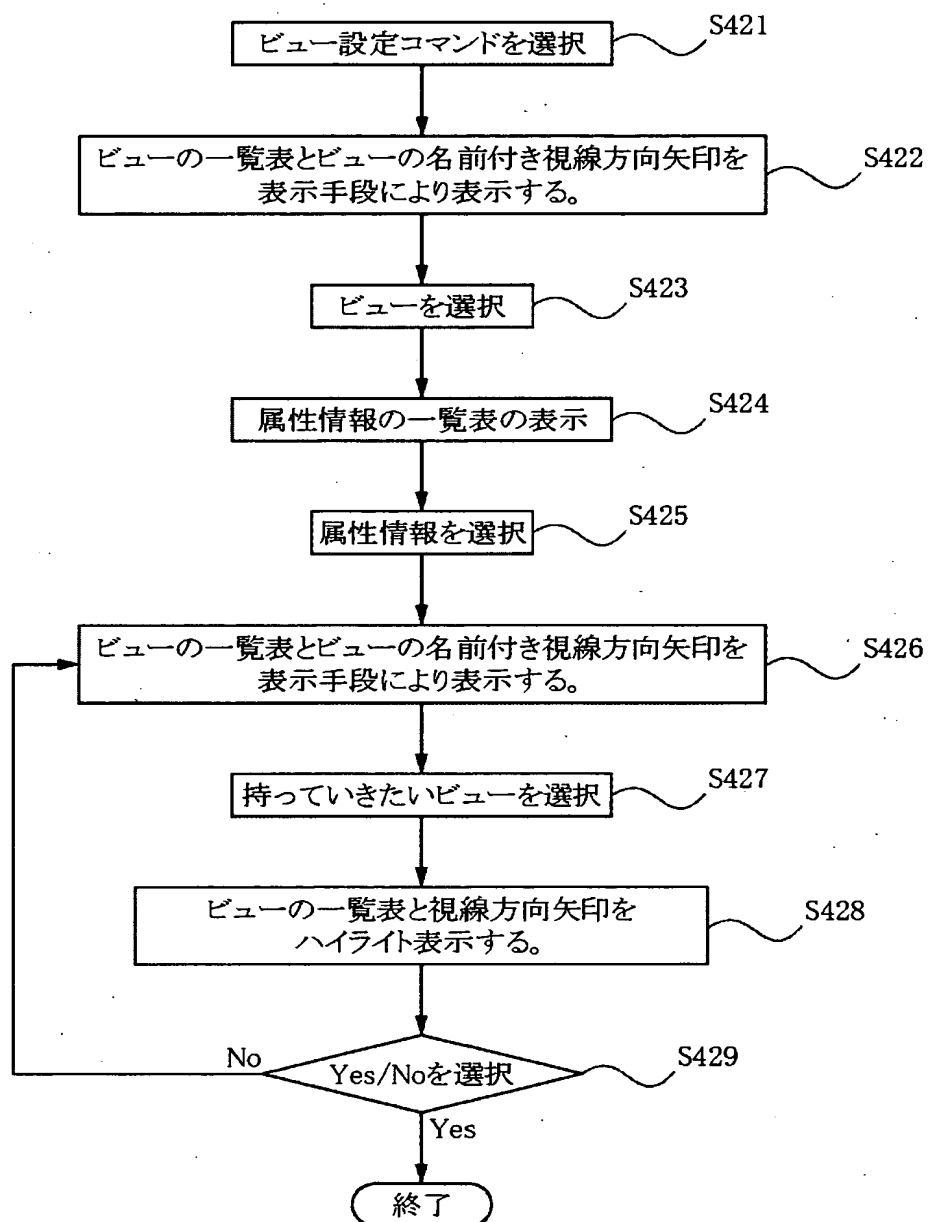 ビュー設定コマンドを選択
S421
ビューの一覧表とビューの名前付き視線方向矢印を
表示手段により表示する。
S422
ビューを選択
S423
属性情報の一覧表の表示
S424
属性情報を選択
S425
ビューの一覧表とビューの名前付き視線方向矢印を
表示手段により表示する。
S426
持っていきたいビューを選択
S427
ビューの一覧表と視線方向矢印を
ハイライト表示する。
S428
No
Yes/Noを選択
S429
Yes
終了